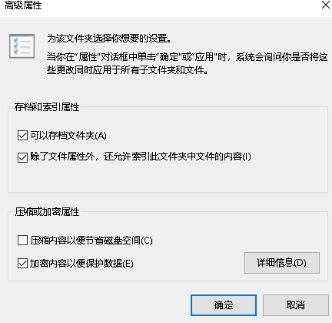 高级属性
为该文件夹选择你想要的设置。
当你在"属性"对话框中单击"确定"或"应用"时，系统会询问你是否将这
些更改同时应用于所有子文件夹和文件。
存档和索引属性
可以存档文件夹(A)
除了文件属性外，还允许索引此文件夹中文件的内容(I)
压缩或加密属性
压缩内容以便节省磁盘空间(C)
加密内容以便保护数据(E)
详细信息(D)
确定
取消